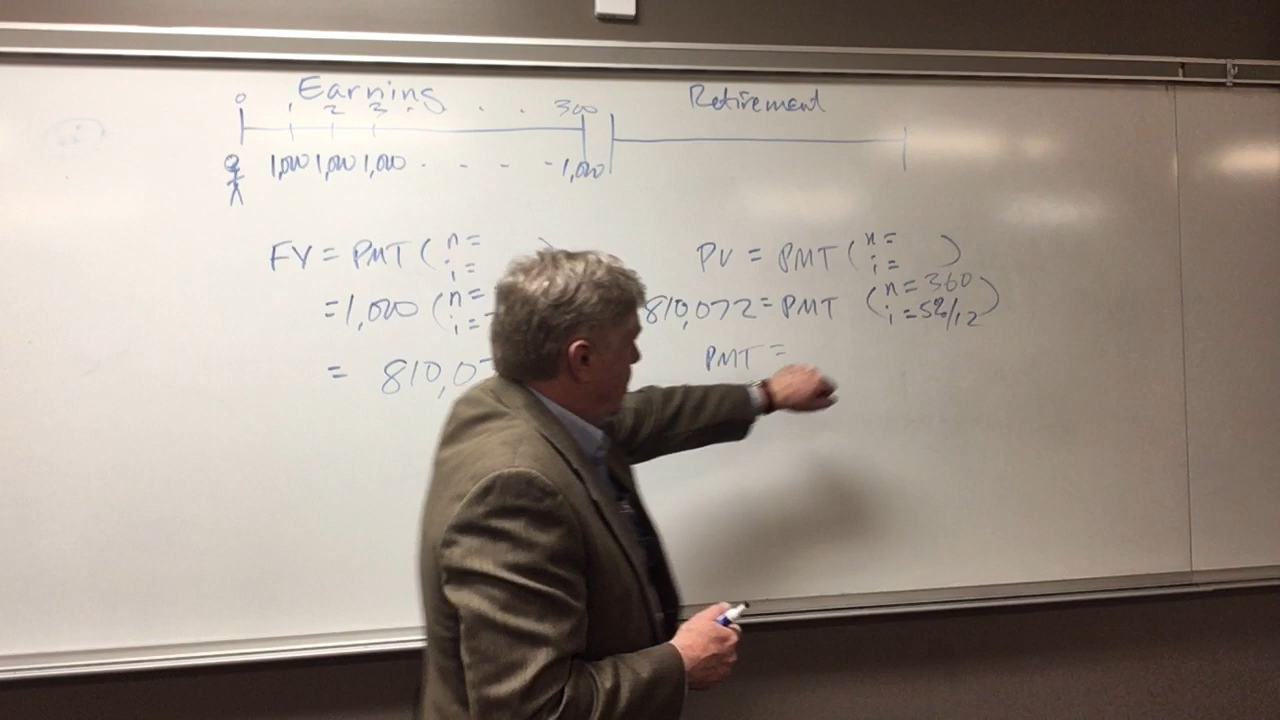 Earning
Retirement
0 1 2 3 . . . . 300
1,000 1,000 1,000 . - - - 1,000
FV = PMT ( n =
i =
PV = PMT ( n =
i = )
= 1,000 ( n =
i =
810,072 = PMT ( n = 360
i = 5%/12 )
= 810,07
PMT =